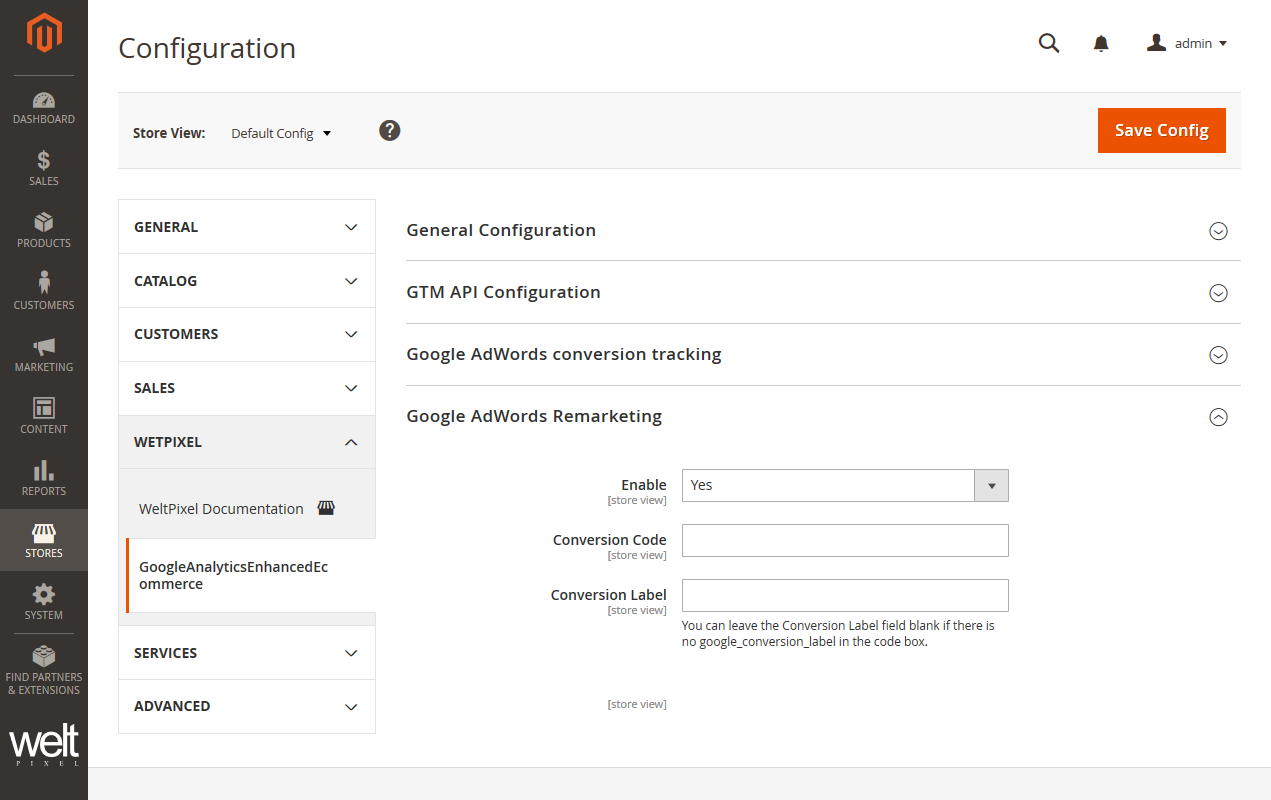 Configuration
admin
DASHBOARD
SALES
PRODUCTS
CUSTOMERS
MARKETING
CONTENT
REPORTS
STORES
SYSTEM
FIND PARTNERS
& EXTENSIONS
welt
PIXEL
Store View:
Default Config
?
Save Config
GENERAL
CATALOG
CUSTOMERS
SALES
WETPIXEL
WeltPixel Documentation
GoogleAnalyticsEnhancedEc
ommerce
SERVICES
ADVANCED
General Configuration
GTM API Configuration
Google AdWords conversion tracking
Google AdWords Remarketing
Enable
[store view]
Yes
Conversion Code
[store view]
Conversion Label
[store view]
You can leave the Conversion Label field blank if there is
no google_conversion_label in the code box.
[store view]